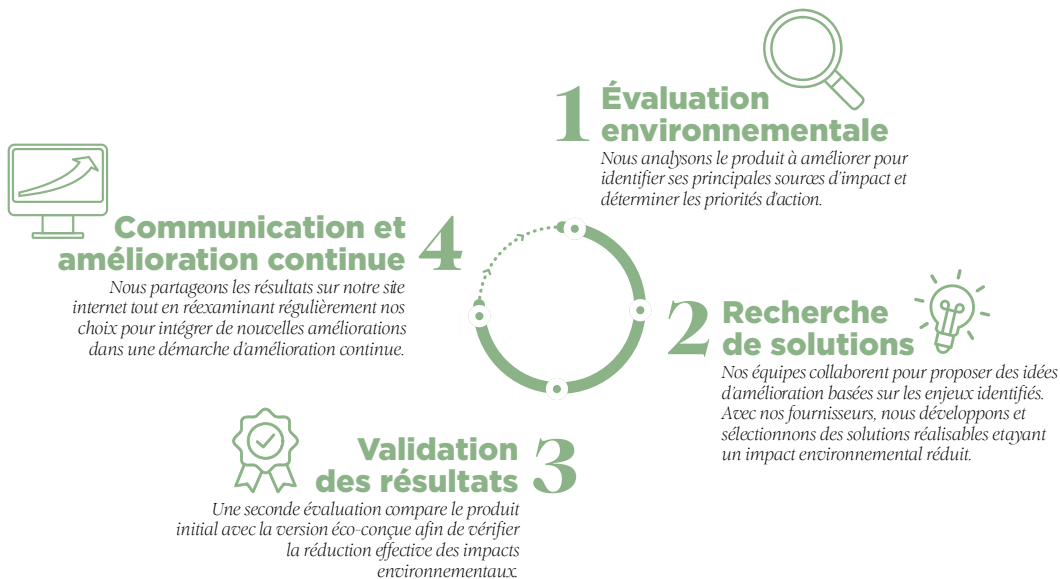 1
Évaluation
environnementale
Nous analysons le produit à améliorer pour
identifier ses principales sources d'impact et
déterminer les priorités d'action.
2
Recherche
de solutions
Nos équipes collaborent pour proposer des idées
d'amélioration basées sur les enjeux identifiés.
Avec nos fournisseurs, nous développons et
sélectionnons des solutions réalisables etayant
un impact environnemental réduit.
3
Validation
des résultats
Une seconde évaluation compare le produit
initial avec la version éco-conçue afin de vérifier
la réduction effective des impacts
environnementaux.
4
Communication et
amélioration continue
Nous partageons les résultats sur notre site
internet tout en réexaminant régulièrement nos
choix pour intégrer de nouvelles améliorations
dans une démarche d'amélioration continue.